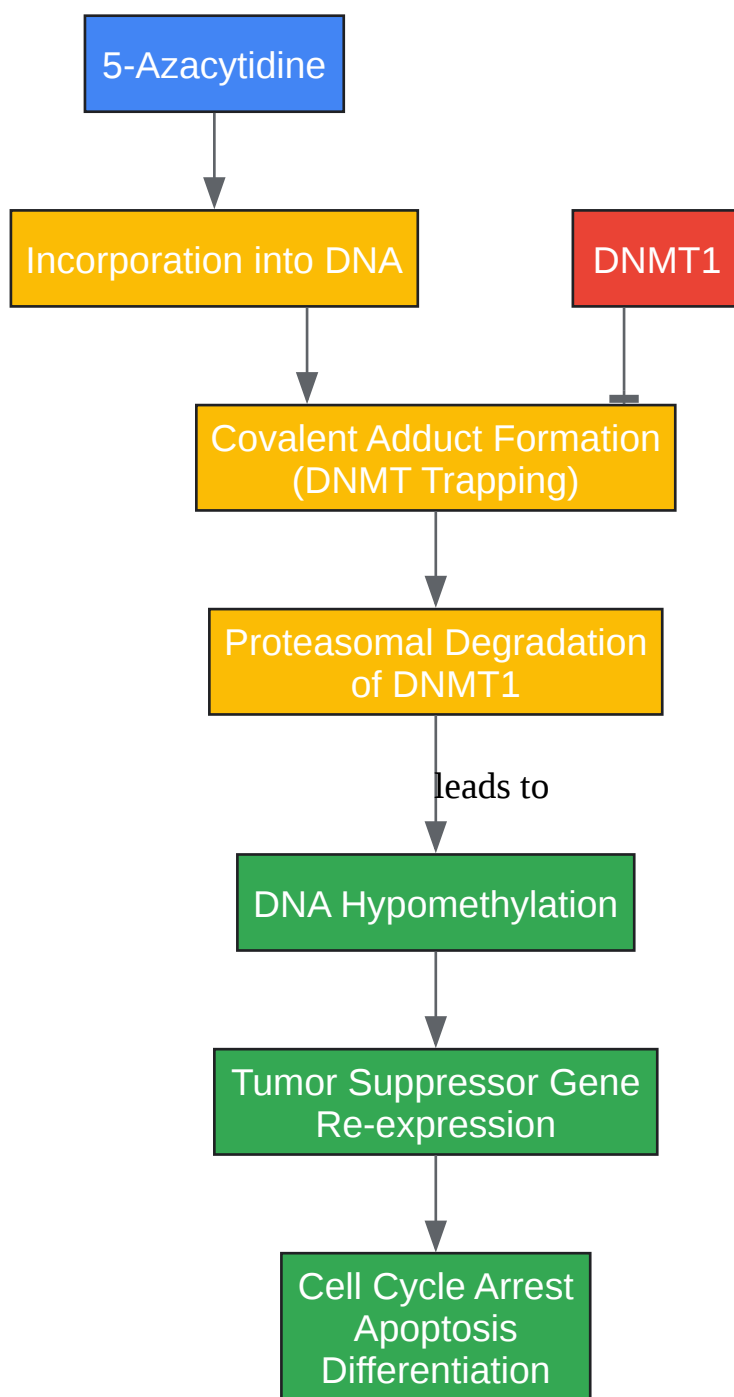 5-Azacytidine
Incorporation into DNA
DNMT1
Covalent Adduct Formation
(DNMT Trapping)
Proteasomal Degradation
of DNMT1
leads to
DNA Hypomethylation
Tumor Suppressor Gene
Re-expression
Cell Cycle Arrest
Apoptosis
Differentiation